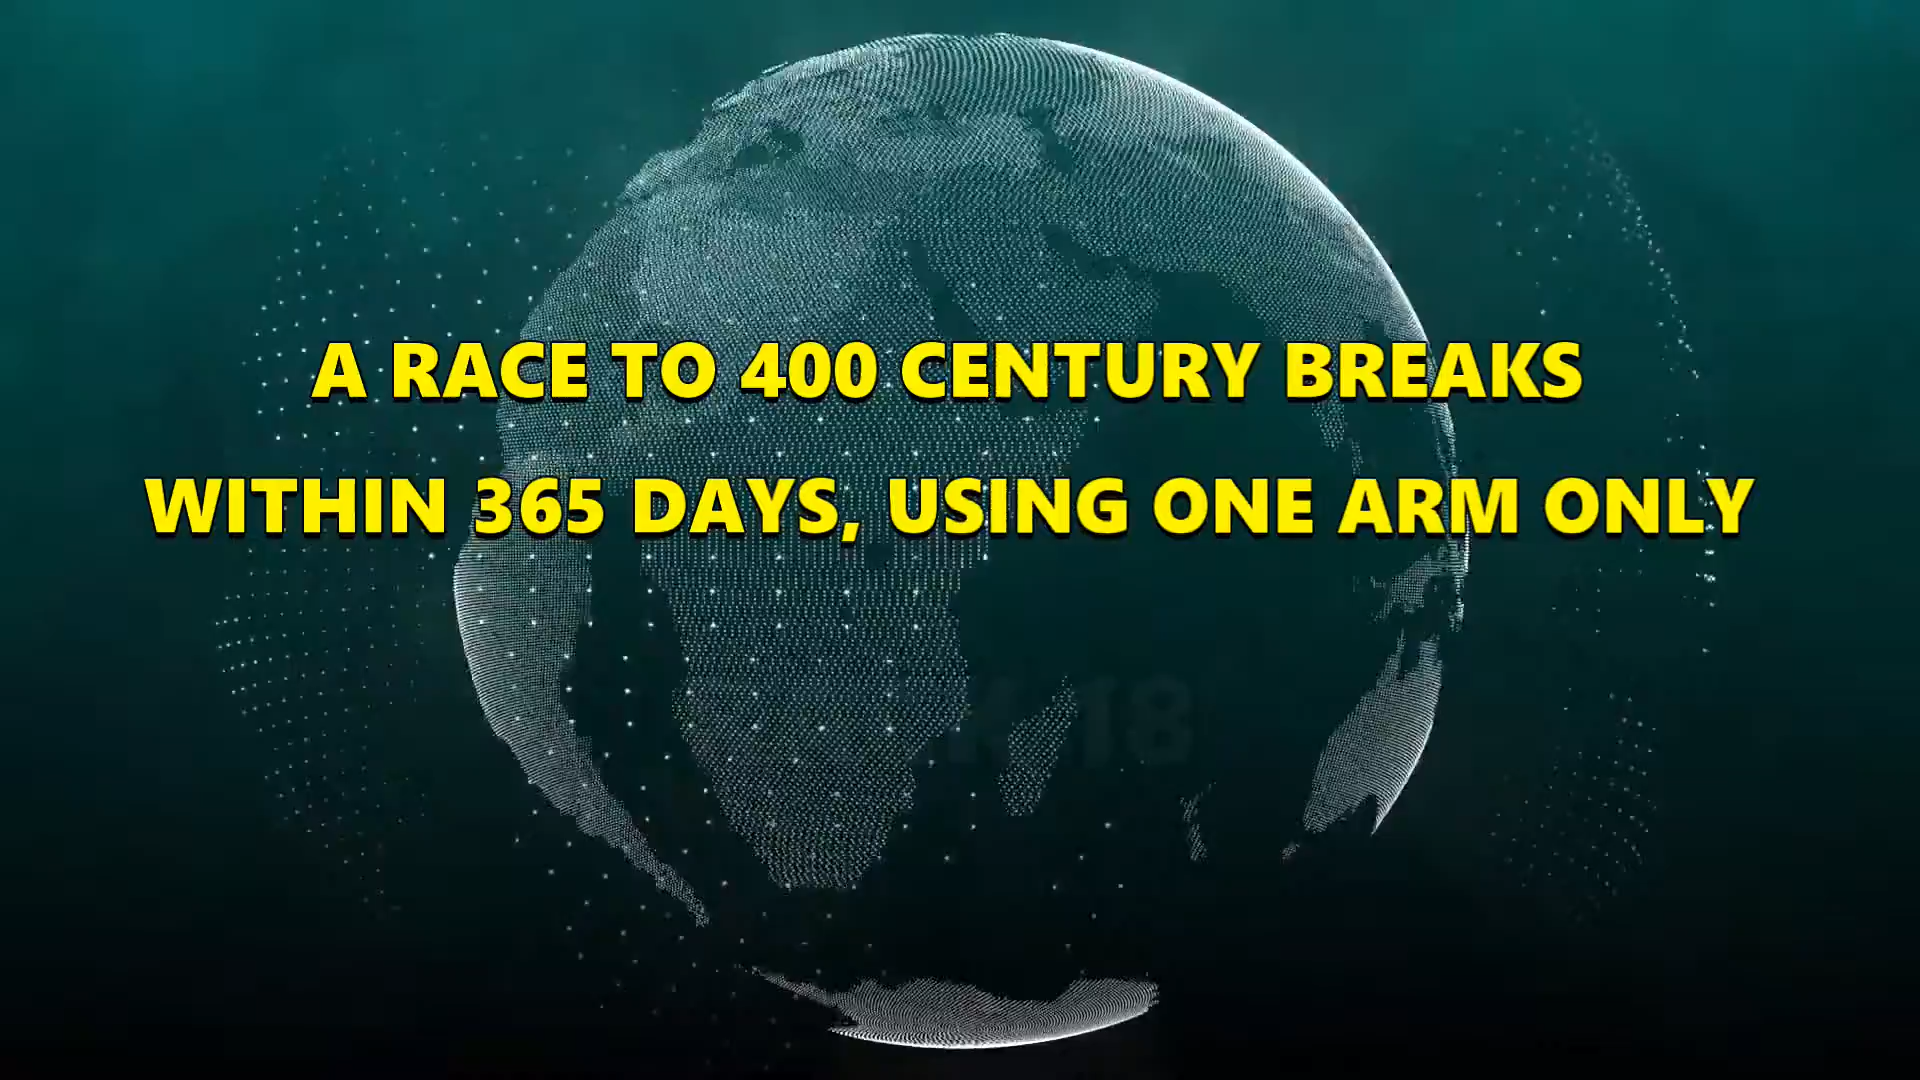 A RACE TO 400 CENTURY BREAKS
WITHIN 365 DAYS, USING ONE ARM ONLY